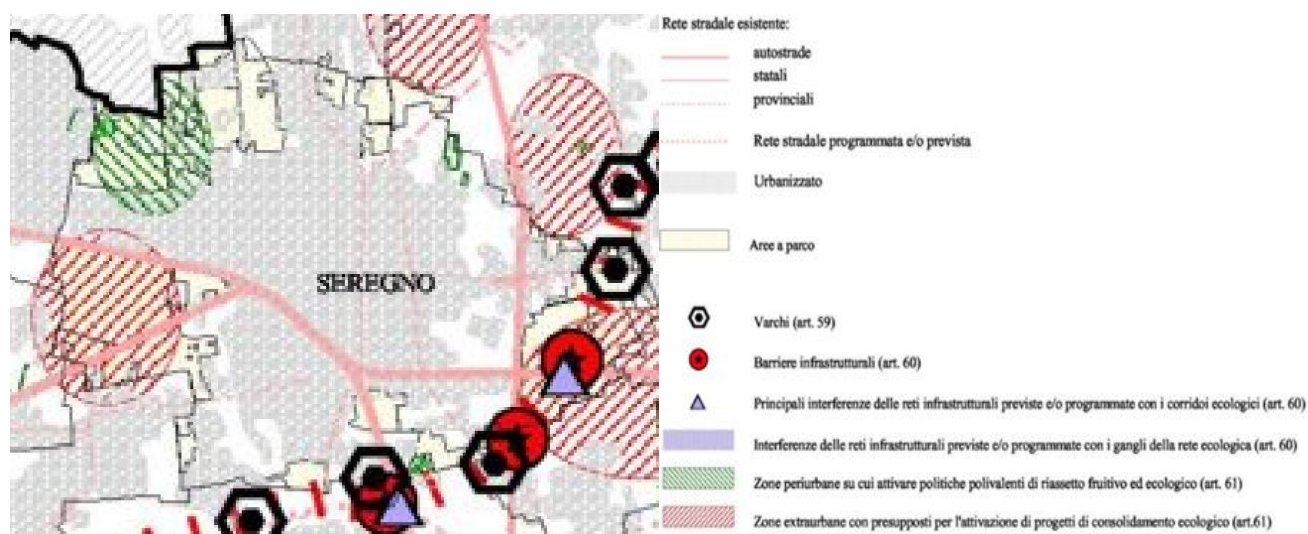 SEREGNO
Rete stradale esistente:
autostrade
statali
provinciali
Rete stradale programmata e/o prevista
Urbanizzato
Aree a parco
Varchi (art. 59)
Barriere infrastrutturali (art. 60)
Principali interferenze delle reti infrastrutturali previste e/o programmate con i corridoi ecologici (art. 60)
Interferenze delle reti infrastrutturali previste e/o programmate con i gangli della rete ecologica (art. 60)
Zone periurbane su cui attivare politiche polivalenti di riassetto fruitivo ed ecologico (art. 61)
Zone extraurbane con presupposti per l'attivazione di progetti di consolidamento ecologico (art.61)